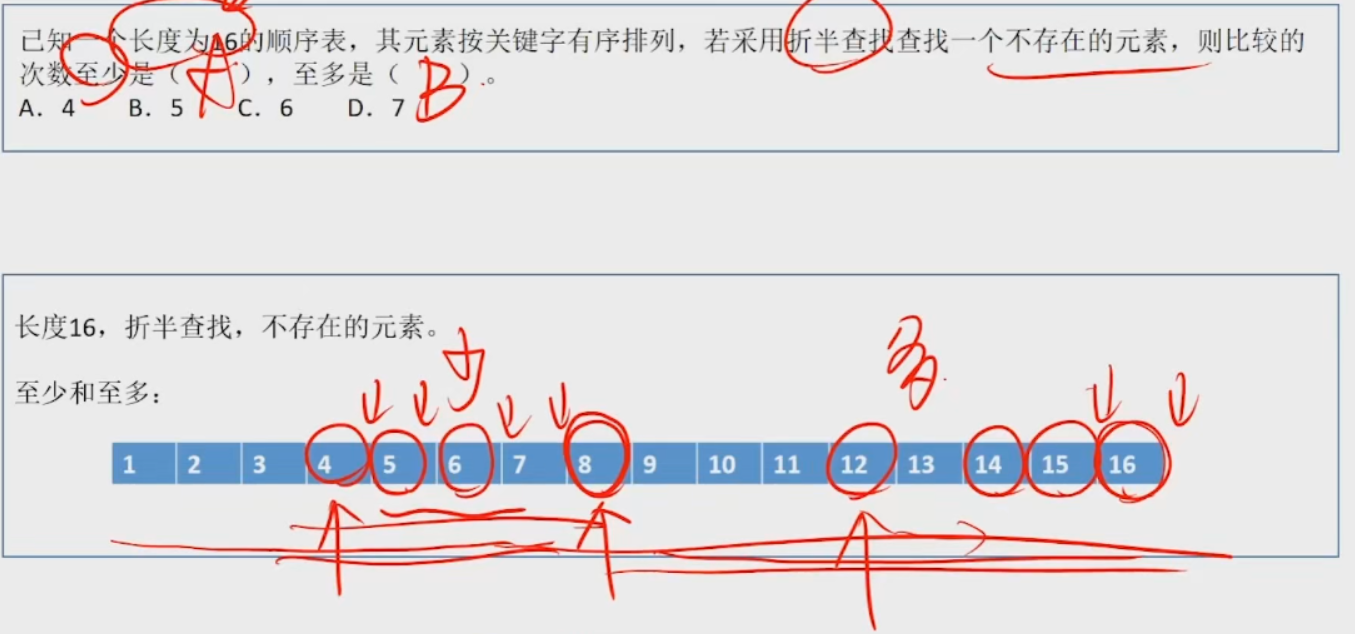 已知一个长度为16的顺序表，其元素按关键字有序排列，若采用折半查找查找一个不存在的元素，则比较的
次数至少是（ A ），至多是（ B ）。
A. 4 B. 5 C. 6 D. 7
长度16，折半查找，不存在的元素。
少 多
至少和至多：
1 2 3 4 5 6 7 8 9 10 11 12 13 14 15 16